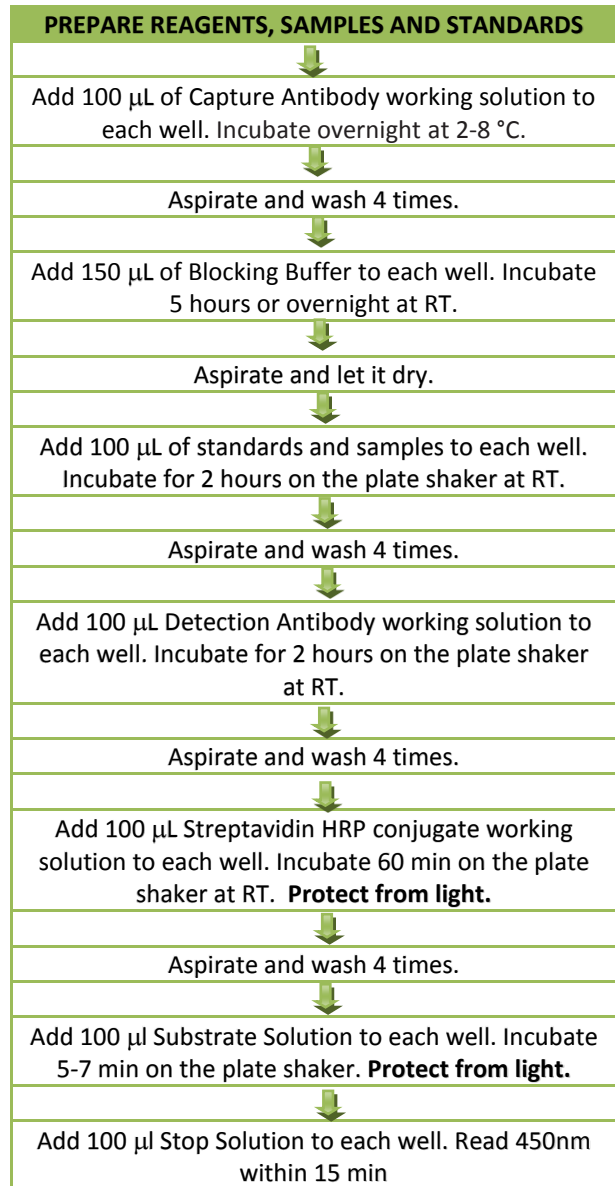 PREPARE REAGENTS, SAMPLES AND STANDARDS
Add 100 μL of Capture Antibody working solution to
each well. Incubate overnight at 2-8 °C.
Aspirate and wash 4 times.
Add 150 μL of Blocking Buffer to each well. Incubate
5 hours or overnight at RT.
Aspirate and let it dry.
Add 100 μL of standards and samples to each well.
Incubate for 2 hours on the plate shaker at RT.
Aspirate and wash 4 times.
Add 100 μL Detection Antibody working solution to
each well. Incubate for 2 hours on the plate shaker
at RT.
Aspirate and wash 4 times.
Add 100 μL Streptavidin HRP conjugate working
solution to each well. Incubate 60 min on the plate
shaker at RT. Protect from light.
Aspirate and wash 4 times.
Add 100 μl Substrate Solution to each well. Incubate
5-7 min on the plate shaker. Protect from light.
Add 100 μl Stop Solution to each well. Read 450nm
within 15 min